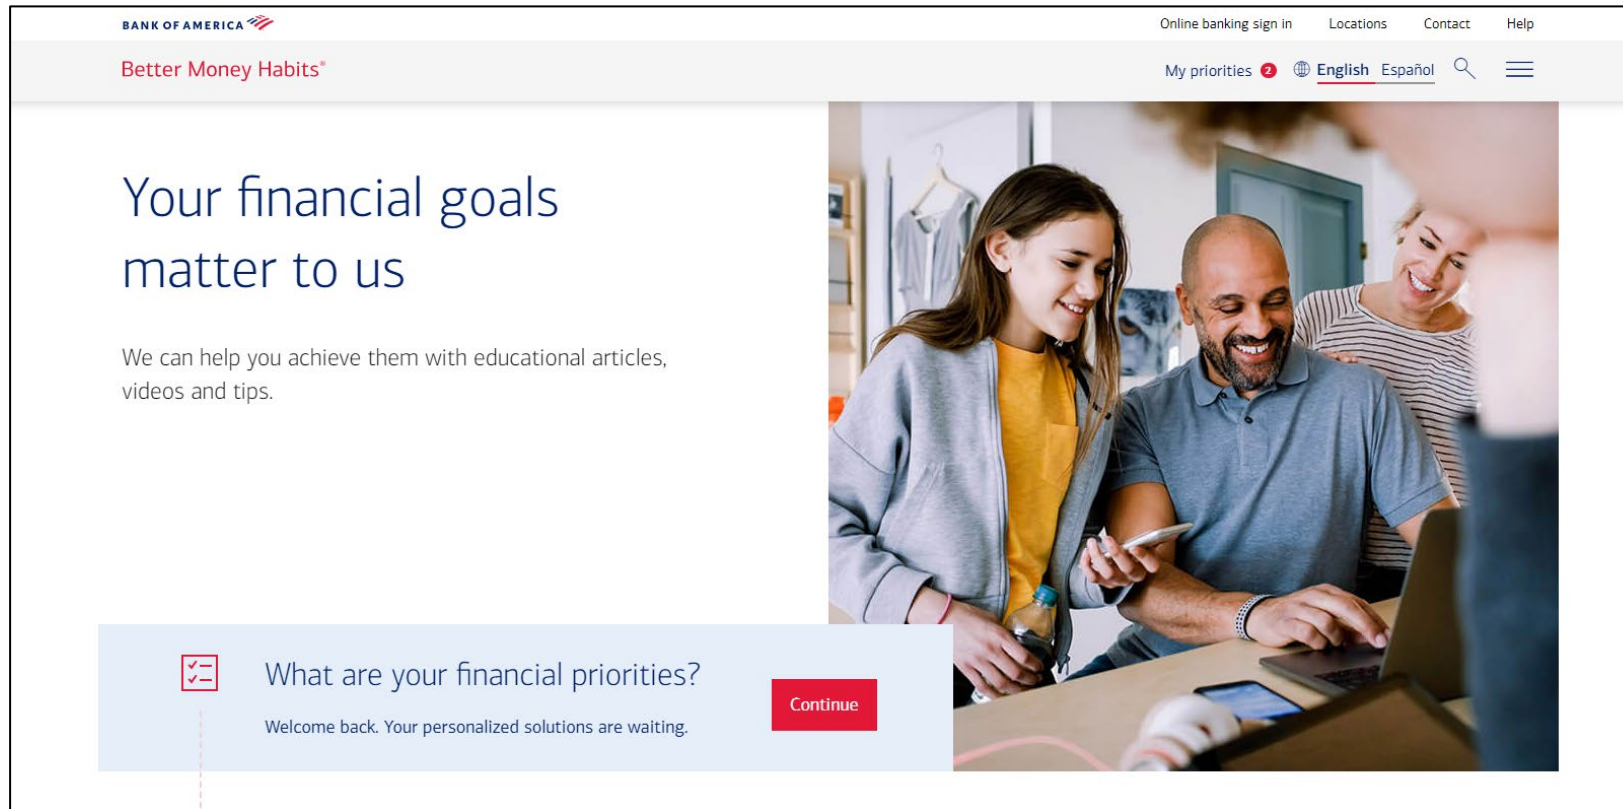 BANK OF AMERICA
Online banking sign in Locations Contact Help
Better Money Habits®
My priorities 2 English Español
Your financial goals
matter to us
We can help you achieve them with educational articles,
videos and tips.
What are your financial priorities?
Welcome back. Your personalized solutions are waiting.
Continue